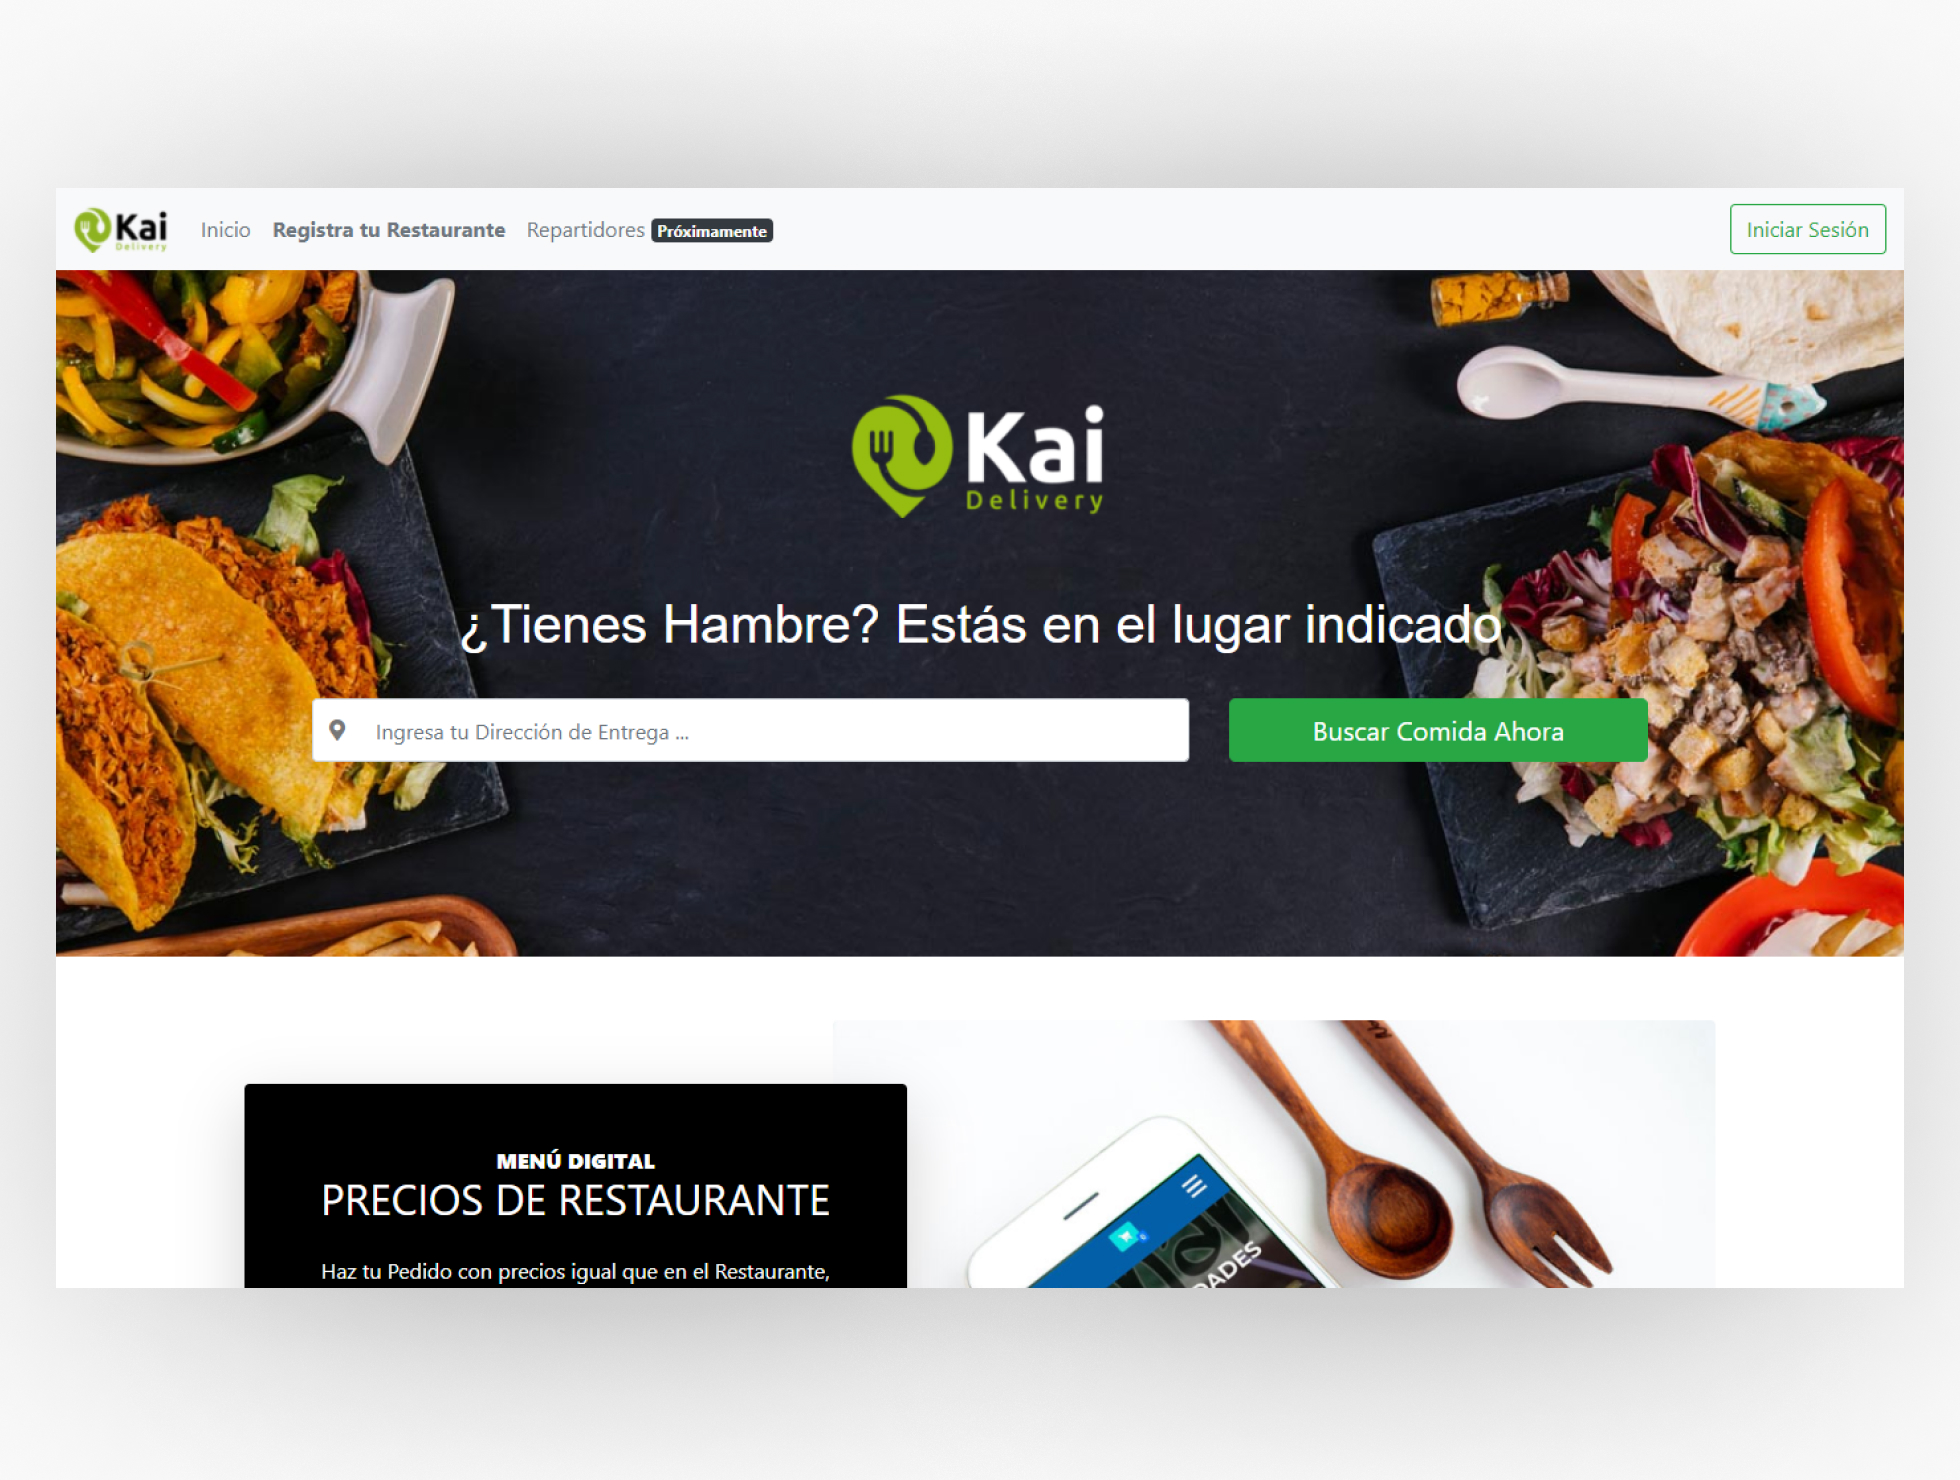 Kai
Delivery
Inicio Registra tu Restaurante Repartidores Próximamente
Iniciar Sesión
Kai
Delivery
¿Tienes Hambre? Estás en el lugar indicado
Ingresa tu Dirección de Entrega ...
Buscar Comida Ahora
MENÚ DIGITAL
PRECIOS DE RESTAURANTE
Haz tu Pedido con precios igual que en el Restaurante,